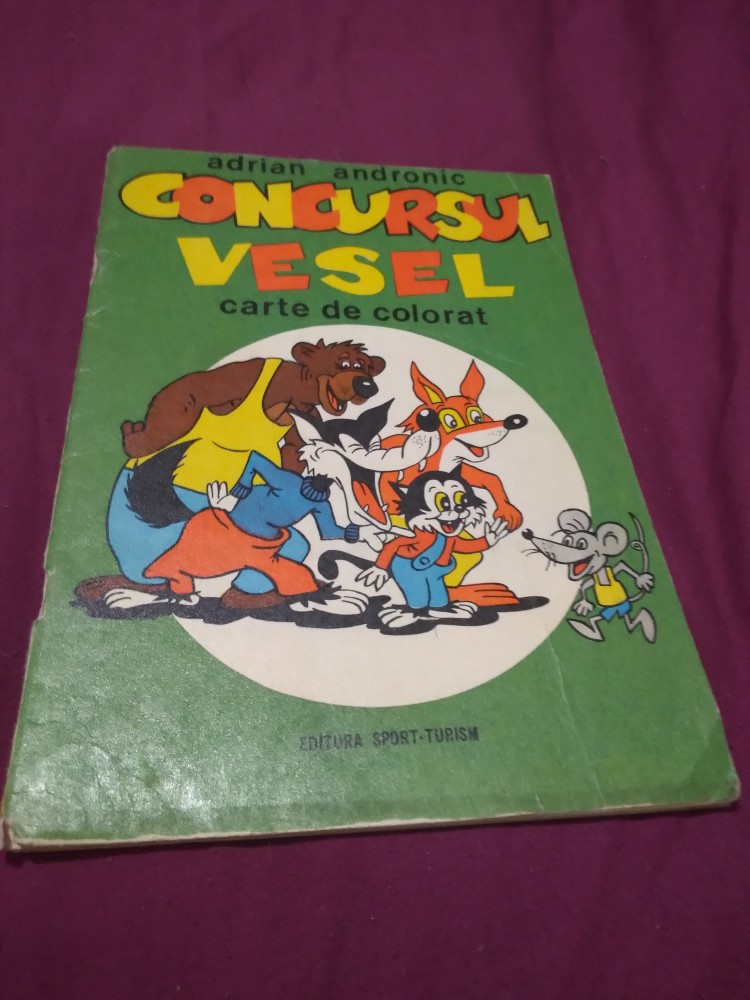 adrian andronic
CONCURSUL
VESEL
carte de colorat
EDITURA SPORT-TURISM